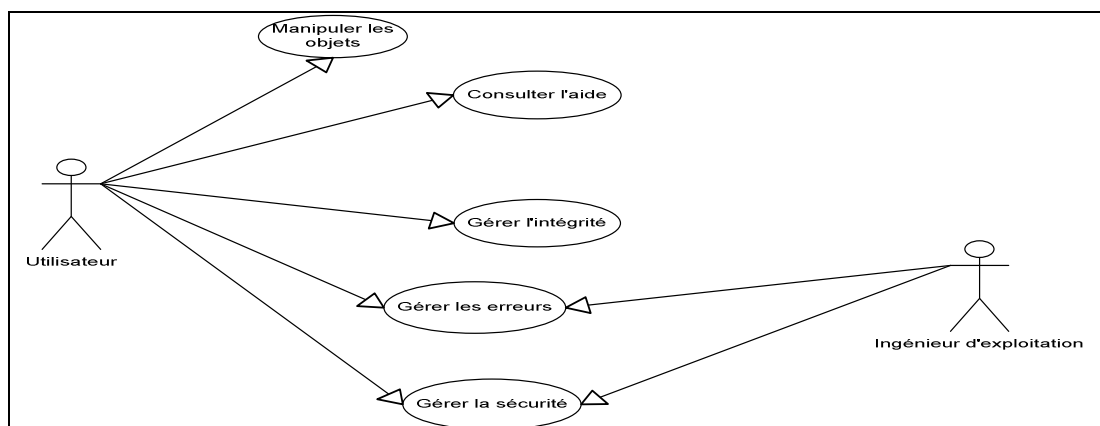 Manipuler les
objets
Consulter l'aide
Gérer l'intégrité
Utilisateur
Gérer les erreurs
Ingénieur d'exploitation
Gérer la sécurité